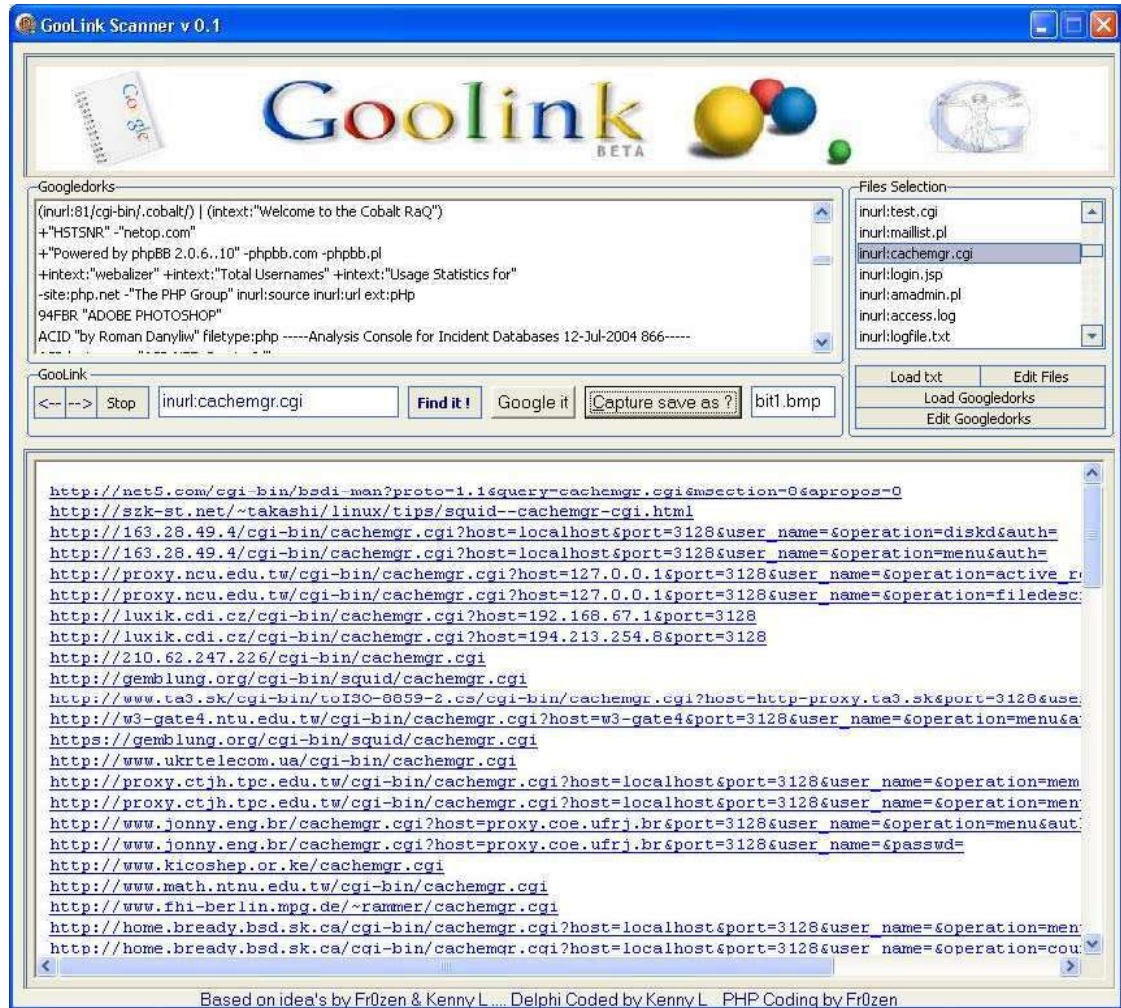 GooLink Scanner v 0.1
Google
Goolink
BETA
G
Googledorks
(inurl:81/cgi-bin/.cobalt/) | (intext:"Welcome to the Cobalt RaQ")
+"HSTSNR" -"netop.com"
+"Powered by phpBB 2.0.6..10" -phpbb.com -phpbb.pl
+intext:"webalizer" +intext:"Total Usernames" +intext:"Usage Statistics for"
-site:php.net -"The PHP Group" inurl:source inurl:url ext:pHp
94FBR "ADOBE PHOTOSHOP"
ACID "by Roman Danyliw" filetype:php -----Analysis Console for Incident Databases 12-Jul-2004 866-----
Files Selection
inurl:test.cgi
inurl:maillist.pl
inurl:cachemgr.cgi
inurl:login.jsp
inurl:amadmin.pl
inurl:access.log
inurl:logfile.txt
Load txt Edit Files
Load Googledorks
Edit Googledorks
GooLink
<-- --> Stop inurl:cachemgr.cgi Find it ! Google it Capture save as ? bit1.bmp
http://net5.com/cgi-bin/bsdi-man?proto=1.1&query=cachemgr.cgi&msection=8&apropos=0
http://szk-st.net/~takashi/linux/tips/squid--cachemgr-cgi.html
http://163.28.49.4/cgi-bin/cachemgr.cgi?host=localhost&port=3128&user_name=&operation=diskd&auth=
http://163.28.49.4/cgi-bin/cachemgr.cgi?host=localhost&port=3128&user_name=&operation=menu&auth=
http://proxy.ncu.edu.tw/cgi-bin/cachemgr.cgi?host=127.0.0.1&port=3128&user_name=&operation=active_r
http://proxy.ncu.edu.tw/cgi-bin/cachemgr.cgi?host=127.0.0.1&port=3128&user_name=&operation=filedesc
http://luxik.cdi.cz/cgi-bin/cachemgr.cgi?host=192.168.67.1&port=3128
http://luxik.cdi.cz/cgi-bin/cachemgr.cgi?host=194.213.254.8&port=3128
http://210.62.247.226/cgi-bin/cachemgr.cgi
http://gemblung.org/cgi-bin/squid/cachemgr.cgi
http://www.ta3.sk/cgi-bin/toISO-8859-2.cs/cgi-bin/cachemgr.cgi?host=http-proxy.ta3.sk&port=3128&use
http://w3-gate4.ntu.edu.tw/cgi-bin/cachemgr.cgi?host=w3-gate4&port=3128&user_name=&operation=menu&a
https://gemblung.org/cgi-bin/squid/cachemgr.cgi
http://www.ukrtelecom.ua/cgi-bin/cachemgr.cgi
http://proxy.ctjh.tpc.edu.tw/cgi-bin/cachemgr.cgi?host=localhost&port=3128&user_name=&operation=mem
http://proxy.ctjh.tpc.edu.tw/cgi-bin/cachemgr.cgi?host=localhost&port=3128&user_name=&operation=men
http://www.jonny.eng.br/cachemgr.cgi?host=proxy.coe.ufrj.br&port=3128&user_name=&operation=menu&aut
http://www.jonny.eng.br/cachemgr.cgi?host=proxy.coe.ufrj.br&port=3128&user_name=&passwd=
http://www.kicoshep.or.ke/cachemgr.cgi
http://www.math.ntnu.edu.tw/cgi-bin/cachemgr.cgi
http://www.fhi-berlin.mpg.de/~rammer/cachemgr.cgi
http://home.bready.bsd.sk.ca/cgi-bin/cachemgr.cgi?host=localhost&port=3128&user_name=&operation=men
http://home.bready.bsd.sk.ca/cgi-bin/cachemgr.cgi?host=localhost&port=3128&user_name=&operation=cou
Based on idea's by Fr0zen & Kenny L .... Delphi Coded by Kenny L PHP Coding by Fr0zen